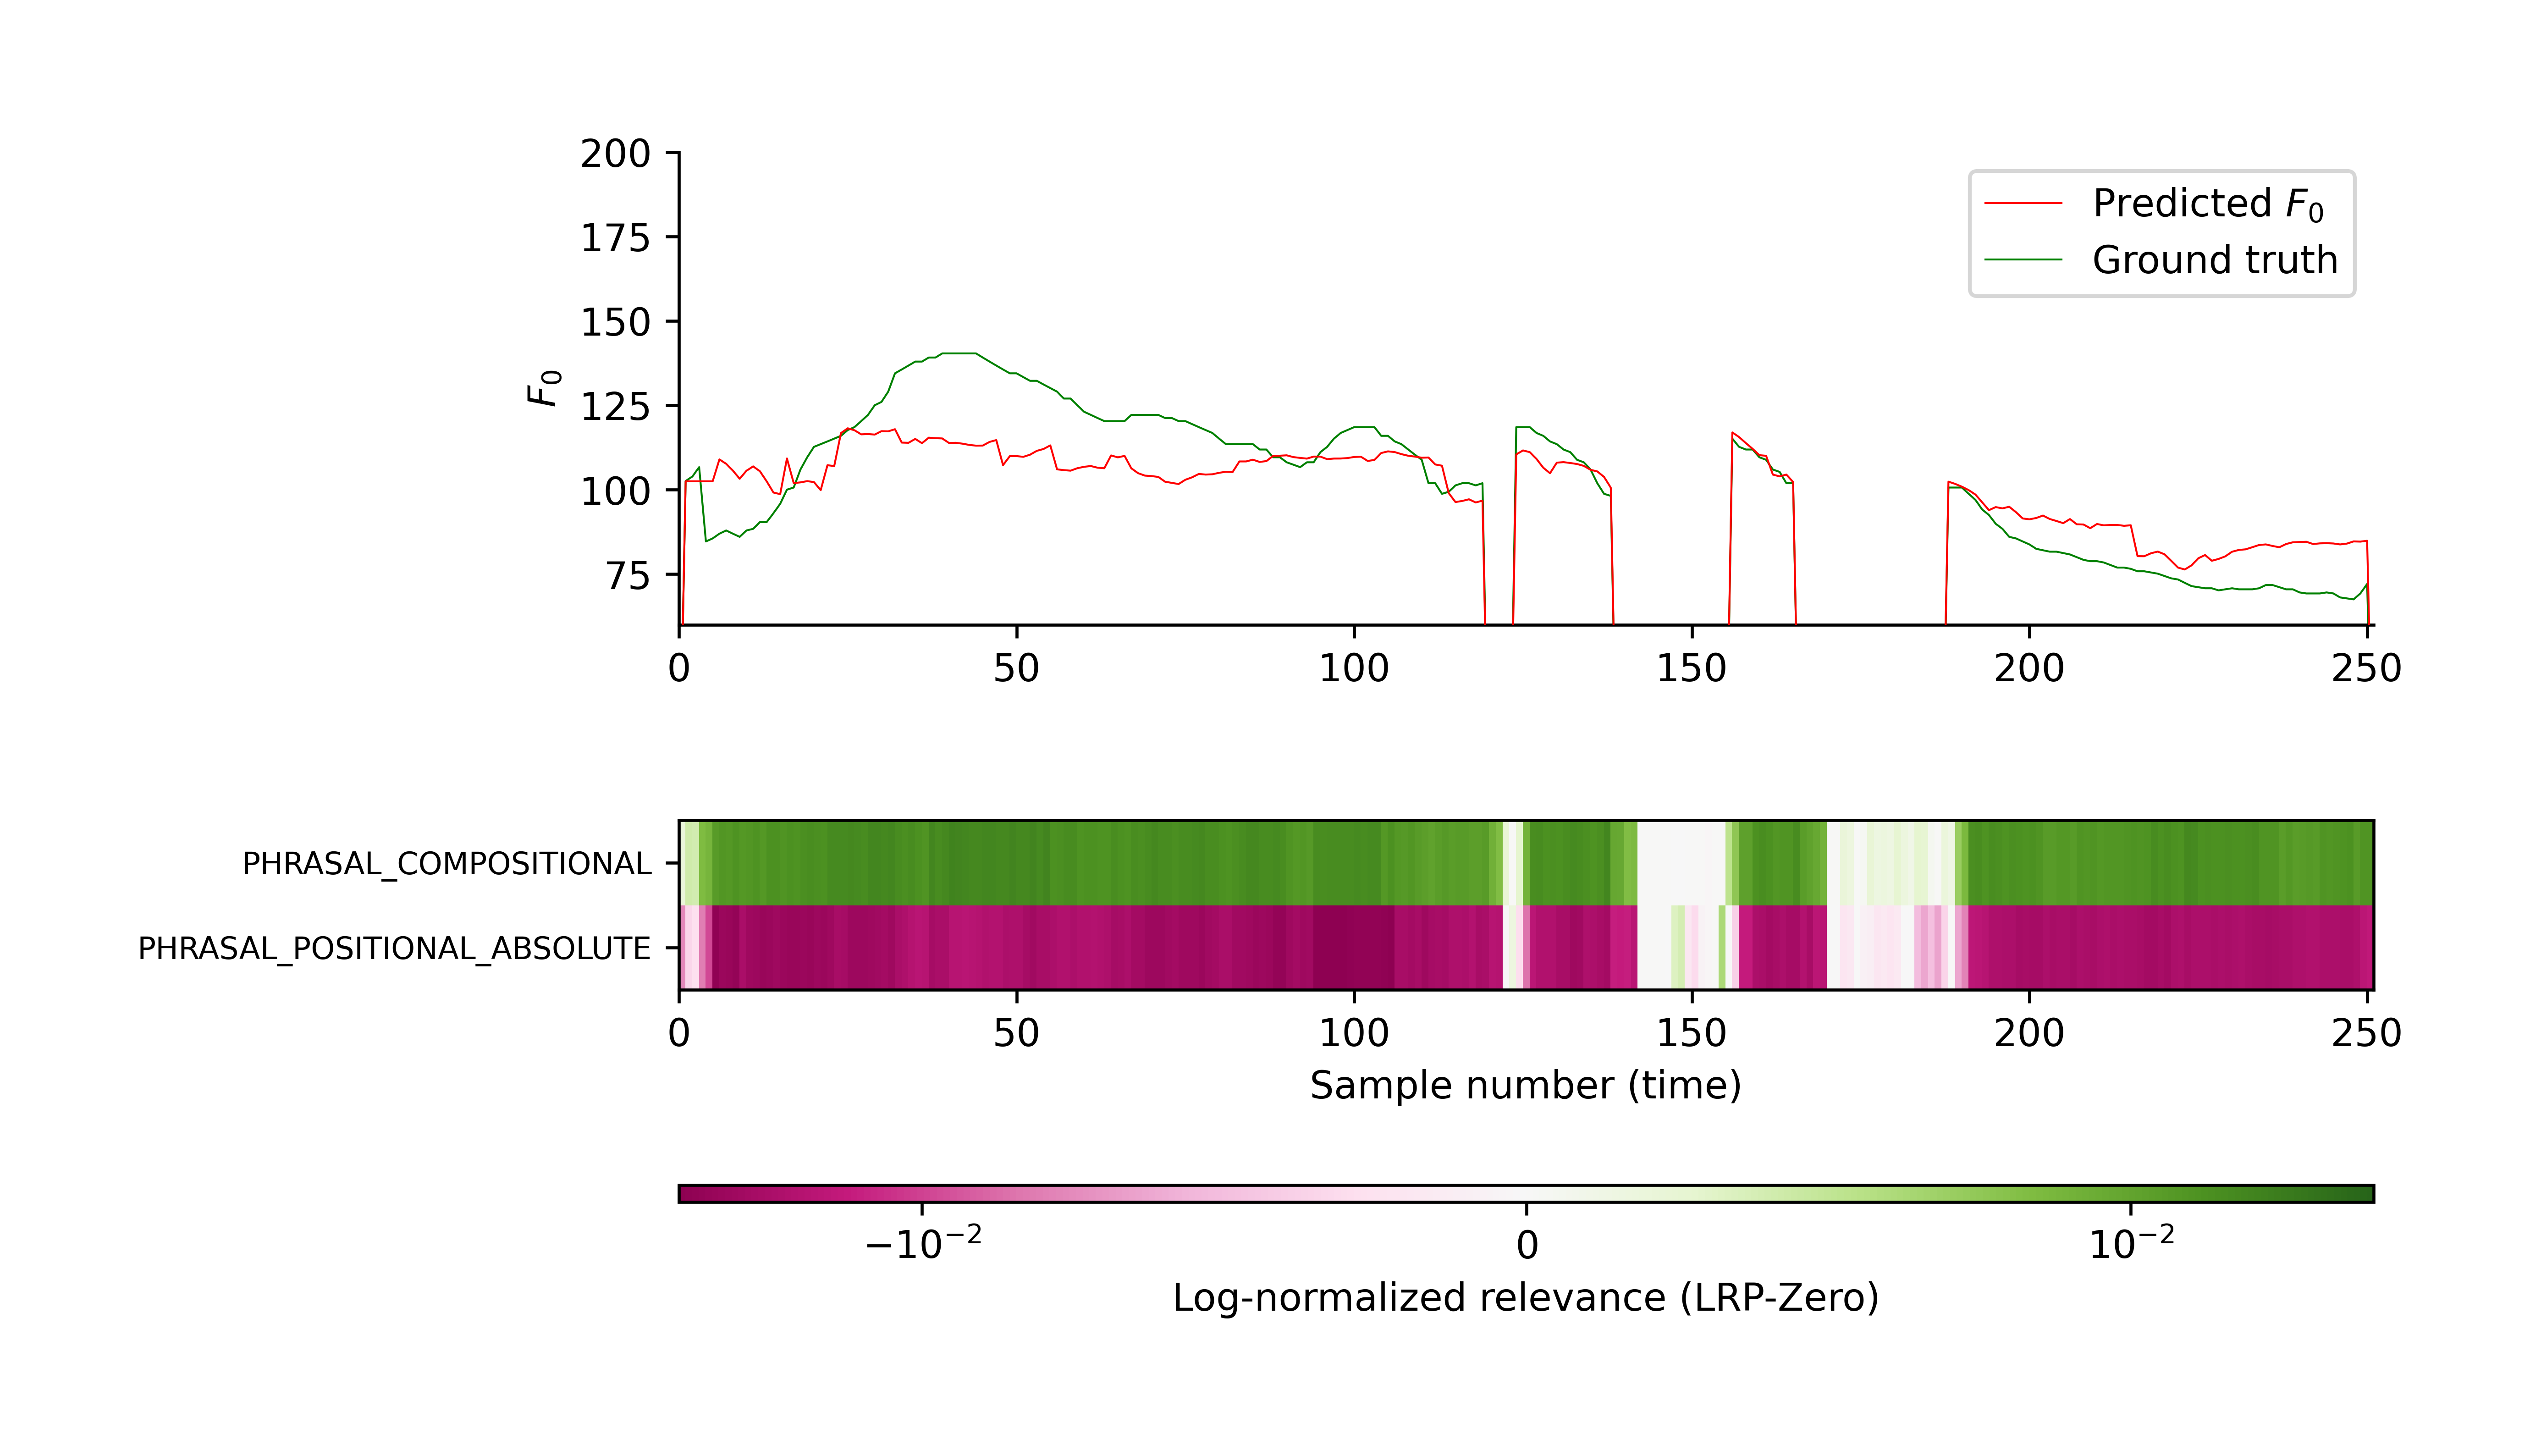 200
175
150
125
100
75
F₀
Predicted F₀
Ground truth
0 50 100 150 200 250
PHRASAL_COMPOSITIONAL
PHRASAL_POSITIONAL_ABSOLUTE
0 50 100 150 200 250
Sample number (time)
−10⁻² 0 10⁻²
Log-normalized relevance (LRP-Zero)